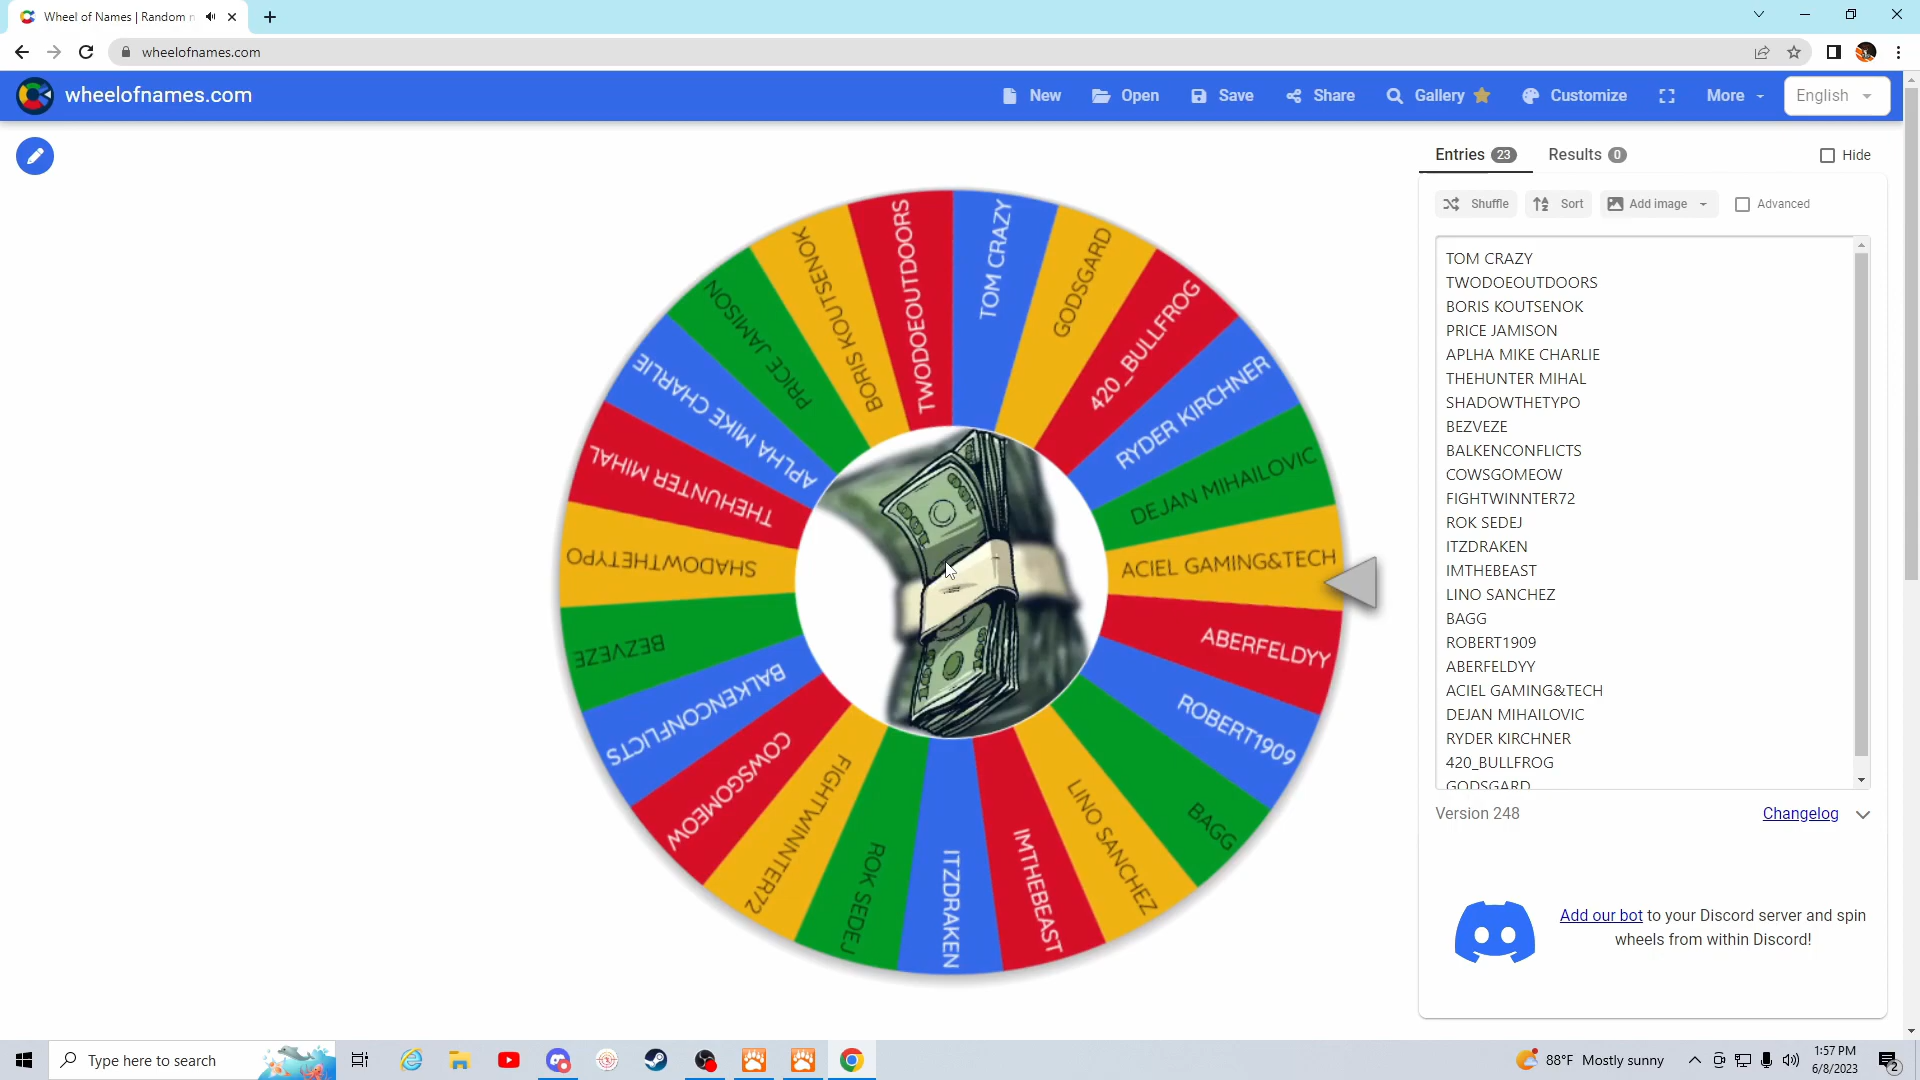 Wheel of Names | Random n
wheelofnames.com
wheelofnames.com
New
Open
Save
Share
Gallery
Customize
More
English
Entries 23
Results 0
Hide
Shuffle
Sort
Add image
Advanced
TOM CRAZY
TWODOEOUTDOORS
BORIS KOUTSENOK
PRICE JAMISON
APLHA MIKE CHARLIE
THEHUNTER MIHAL
SHADOWTHETYPO
BEZVEZE
BALKENCONFLICTS
COWSGOMEOW
FIGHTWINNTER72
ROK SEDEJ
ITZDRAKEN
IMTHEBEAST
LINO SANCHEZ
BAGG
ROBERT1909
ABERFELDYY
ACIEL GAMING&TECH
DEJAN MIHAILOVIC
RYDER KIRCHNER
420_BULLFROG
GODSGARD
TOM CRAZY
GODSGARD
420_BULLFROG
RYDER KIRCHNER
DEJAN MIHAILOVIC
ACIEL GAMING&TECH
ABERFELDYY
ROBERT1909
BAGG
LINO SANCHEZ
IMTHEBEAST
ITZDRAKEN
ROK SEDEJ
FIGHTWINNTER72
COWSGOMEOW
BALKENCONFLICTS
BEZVEZE
SHADOWTHETYPO
THEHUNTER MIHAL
APLHA MIKE CHARLIE
PRICE JAMISON
BORIS KOUTSENOK
TWODOEOUTDOORS
Version 248
Changelog
Add our bot to your Discord server and spin
wheels from within Discord!
Type here to search
88°F Mostly sunny
1:57 PM
6/8/2023
2